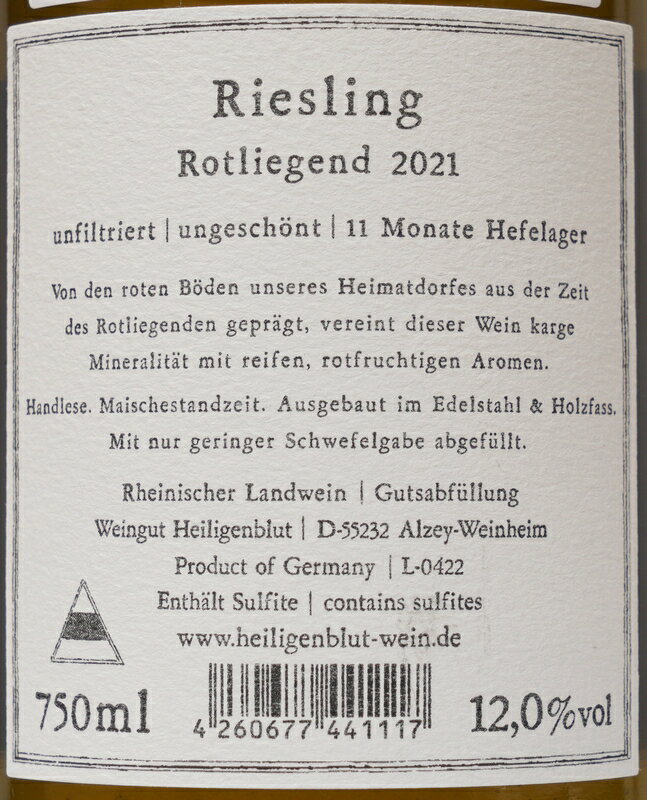 Riesling
Rotliegend 2021
unfiltriert | ungeschönt | 11 Monate Hefelager
Von den roten Böden unseres Heimatdorfes aus der Zeit
des Rotliegenden geprägt, vereint dieser Wein karge
Mineralität mit reifen, rotfruchtigen Aromen.
Handlese. Maischestandzeit. Ausgebaut im Edelstahl & Holzfass.
Mit nur geringer Schwefelgabe abgefüllt.
Rheinischer Landwein | Gutsabfüllung
Weingut Heiligenblut | D-55232 Alzey-Weinheim
Product of Germany | L-0422
Enthält Sulfite | contains sulfites
www.heiligenblut-wein.de
750ml
4 260677 441117
12,0%vol